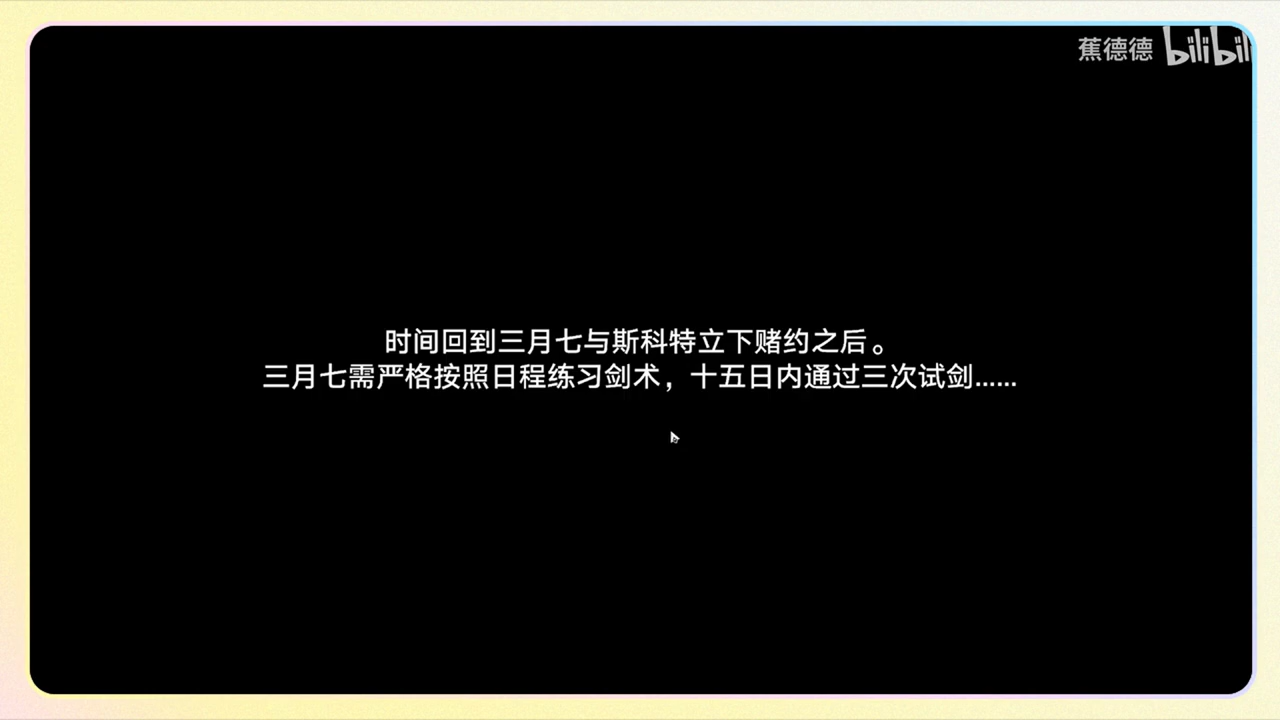 蕉德德 bilibili
时间回到三月七与斯科特立下赌约之后。
三月七需严格按照日程练习剑术，十五日内通过三次试剑......